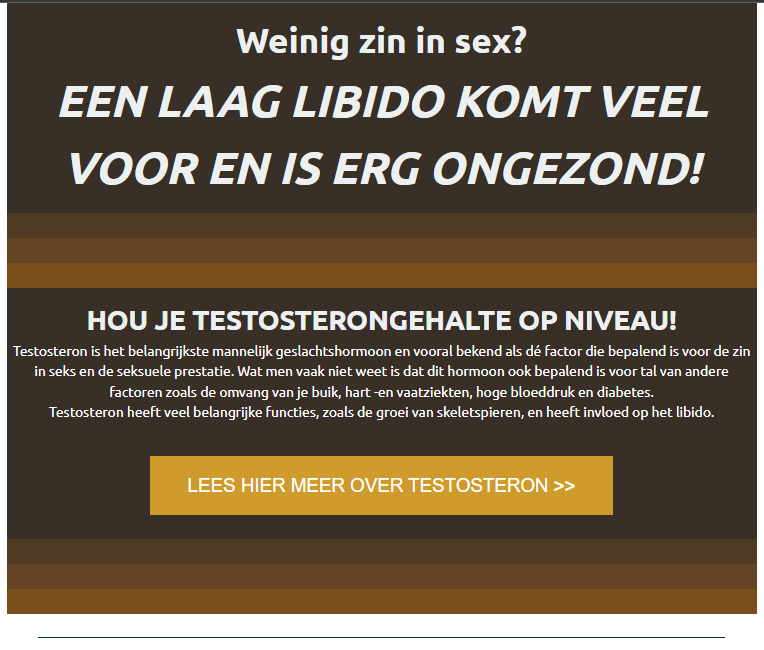 Weinig zin in sex?
EEN LAAG LIBIDO KOMT VEEL
VOOR EN IS ERG ONGEZOND!
HOU JE TESTOSTERONGEHALTE OP NIVEAU!
Testosteron is het belangrijkste mannelijk geslachtshormoon en vooral bekend als dé factor die bepalend is voor de zin
in seks en de seksuele prestatie. Wat men vaak niet weet is dat dit hormoon ook bepalend is voor tal van andere
factoren zoals de omvang van je buik, hart -en vaatziekten, hoge bloeddruk en diabetes.
Testosteron heeft veel belangrijke functies, zoals de groei van skeletspieren, en heeft invloed op het libido.
LEES HIER MEER OVER TESTOSTERON >>